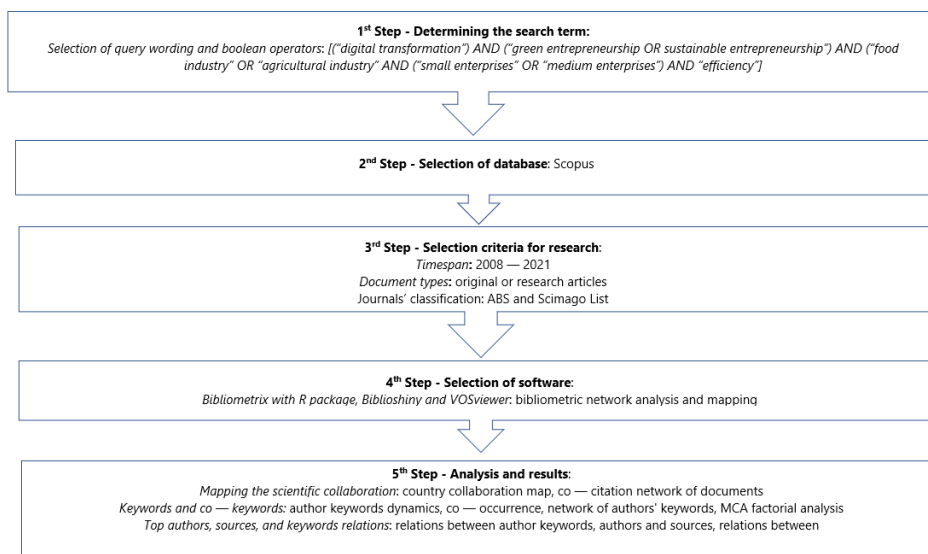 1st Step - Determining the search term:
Selection of query wording and boolean operators: [(“digital transformation”) AND (“green entrepreneurship OR sustainable entrepreneurship”) AND (“food
industry” OR “agricultural industry” AND (“small enterprises” OR “medium enterprises”) AND “efficiency”]
2nd Step - Selection of database: Scopus
3rd Step - Selection criteria for research:
Timespan: 2008 — 2021
Document types: original or research articles
Journals’ classification: ABS and Scimago List
4th Step - Selection of software:
Bibliometrix with R package, Biblioshiny and VOSviewer: bibliometric network analysis and mapping
5th Step - Analysis and results:
Mapping the scientific collaboration: country collaboration map, co — citation network of documents
Keywords and co — keywords: author keywords dynamics, co — occurrence, network of authors' keywords, MCA factorial analysis
Top authors, sources, and keywords relations: relations between author keywords, authors and sources, relations between